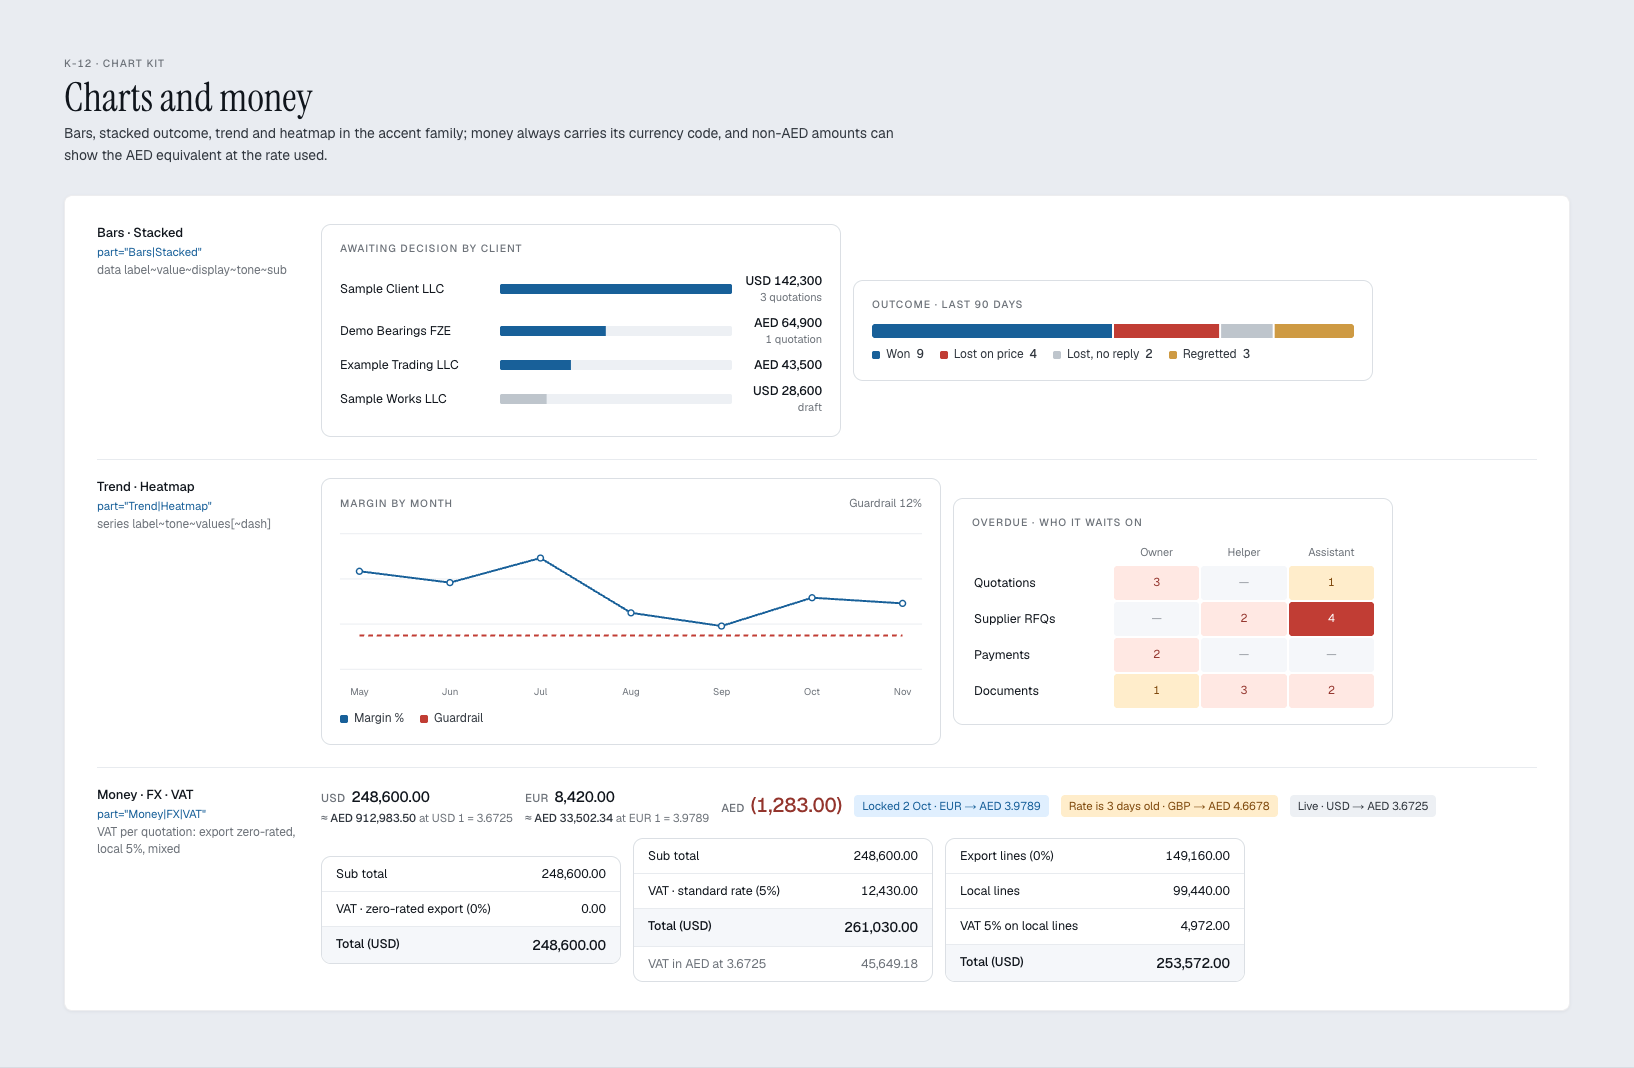 K-12 · CHART KIT
Charts and money
Bars, stacked outcome, trend and heatmap in the accent family; money always carries its currency code, and non-AED amounts can
show the AED equivalent at the rate used.
Bars · Stacked
part="Bars|Stacked"
data label~value~display~tone~sub
AWAITING DECISION BY CLIENT
Sample Client LLC
USD 142,300
3 quotations
Demo Bearings FZE
AED 64,900
1 quotation
Example Trading LLC
AED 43,500
Sample Works LLC
USD 28,600
draft
OUTCOME · LAST 90 DAYS
Won 9 Lost on price 4 Lost, no reply 2 Regretted 3
Trend · Heatmap
part="Trend|Heatmap"
series label~tone~values[~dash]
MARGIN BY MONTH
Guardrail 12%
May Jun Jul Aug Sep Oct Nov
Margin % Guardrail
OVERDUE · WHO IT WAITS ON
Owner Helper Assistant
Quotations 3 — 1
Supplier RFQs — 2 4
Payments 2 — —
Documents 1 3 2
Money · FX · VAT
part="Money|FX|VAT"
VAT per quotation: export zero-rated,
local 5%, mixed
USD 248,600.00
≈ AED 912,983.50 at USD 1 = 3.6725
EUR 8,420.00
≈ AED 33,502.34 at EUR 1 = 3.9789
AED (1,283.00)
Locked 2 Oct · EUR → AED 3.9789
Rate is 3 days old · GBP → AED 4.6678
Live · USD → AED 3.6725
Sub total 248,600.00
VAT · zero-rated export (0%) 0.00
Total (USD) 248,600.00
Sub total 248,600.00
VAT · standard rate (5%) 12,430.00
Total (USD) 261,030.00
VAT in AED at 3.6725 45,649.18
Export lines (0%) 149,160.00
Local lines 99,440.00
VAT 5% on local lines 4,972.00
Total (USD) 253,572.00